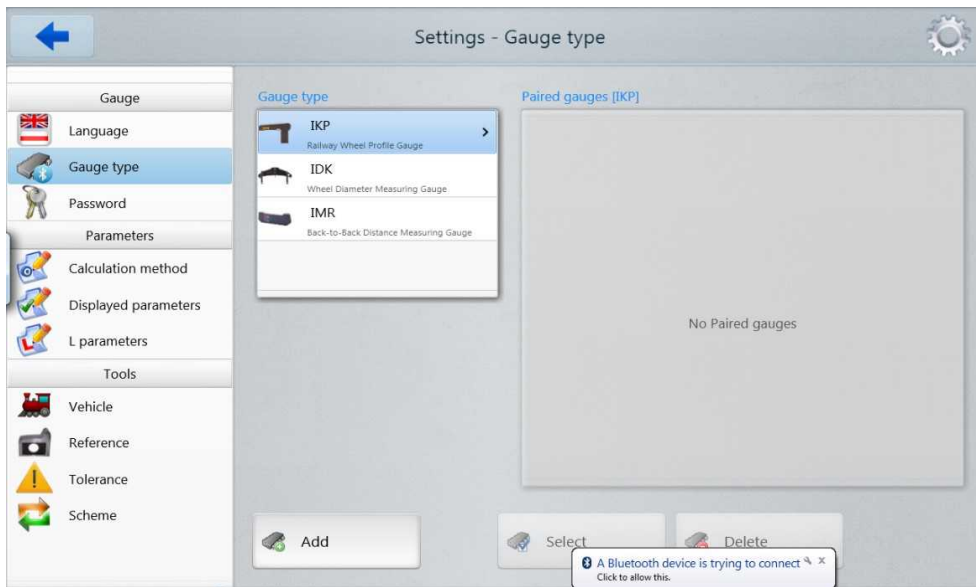 Settings - Gauge type
Gauge
Language
Gauge type
Password
Parameters
Calculation method
Displayed parameters
L parameters
Tools
Vehicle
Reference
Tolerance
Scheme
Gauge type
IKP
Railway Wheel Profile Gauge
IDK
Wheel Diameter Measuring Gauge
IMR
Back-to-Back Distance Measuring Gauge
Paired gauges [IKP]
No Paired gauges
Add
Select
Delete
A Bluetooth device is trying to connect
Click to allow this.